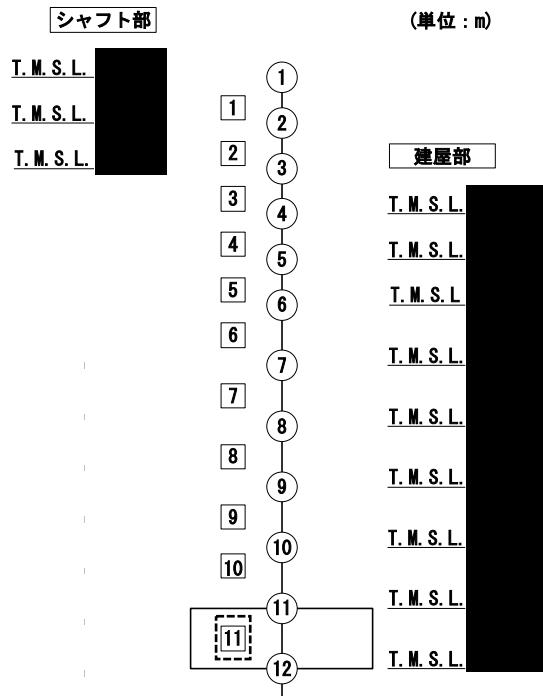 シャフト部
(単位：m)
T. M. S. L.
T. M. S. L.
T. M. S. L.
建屋部
T. M. S. L.
T. M. S. L.
T. M. S. L
T. M. S. L.
T. M. S. L.
T. M. S. L.
T. M. S. L.
T. M. S. L.
T. M. S. L.
1
2
3
4
5
6
7
8
9
10
11
1
2
3
4
5
6
7
8
9
10
11
12